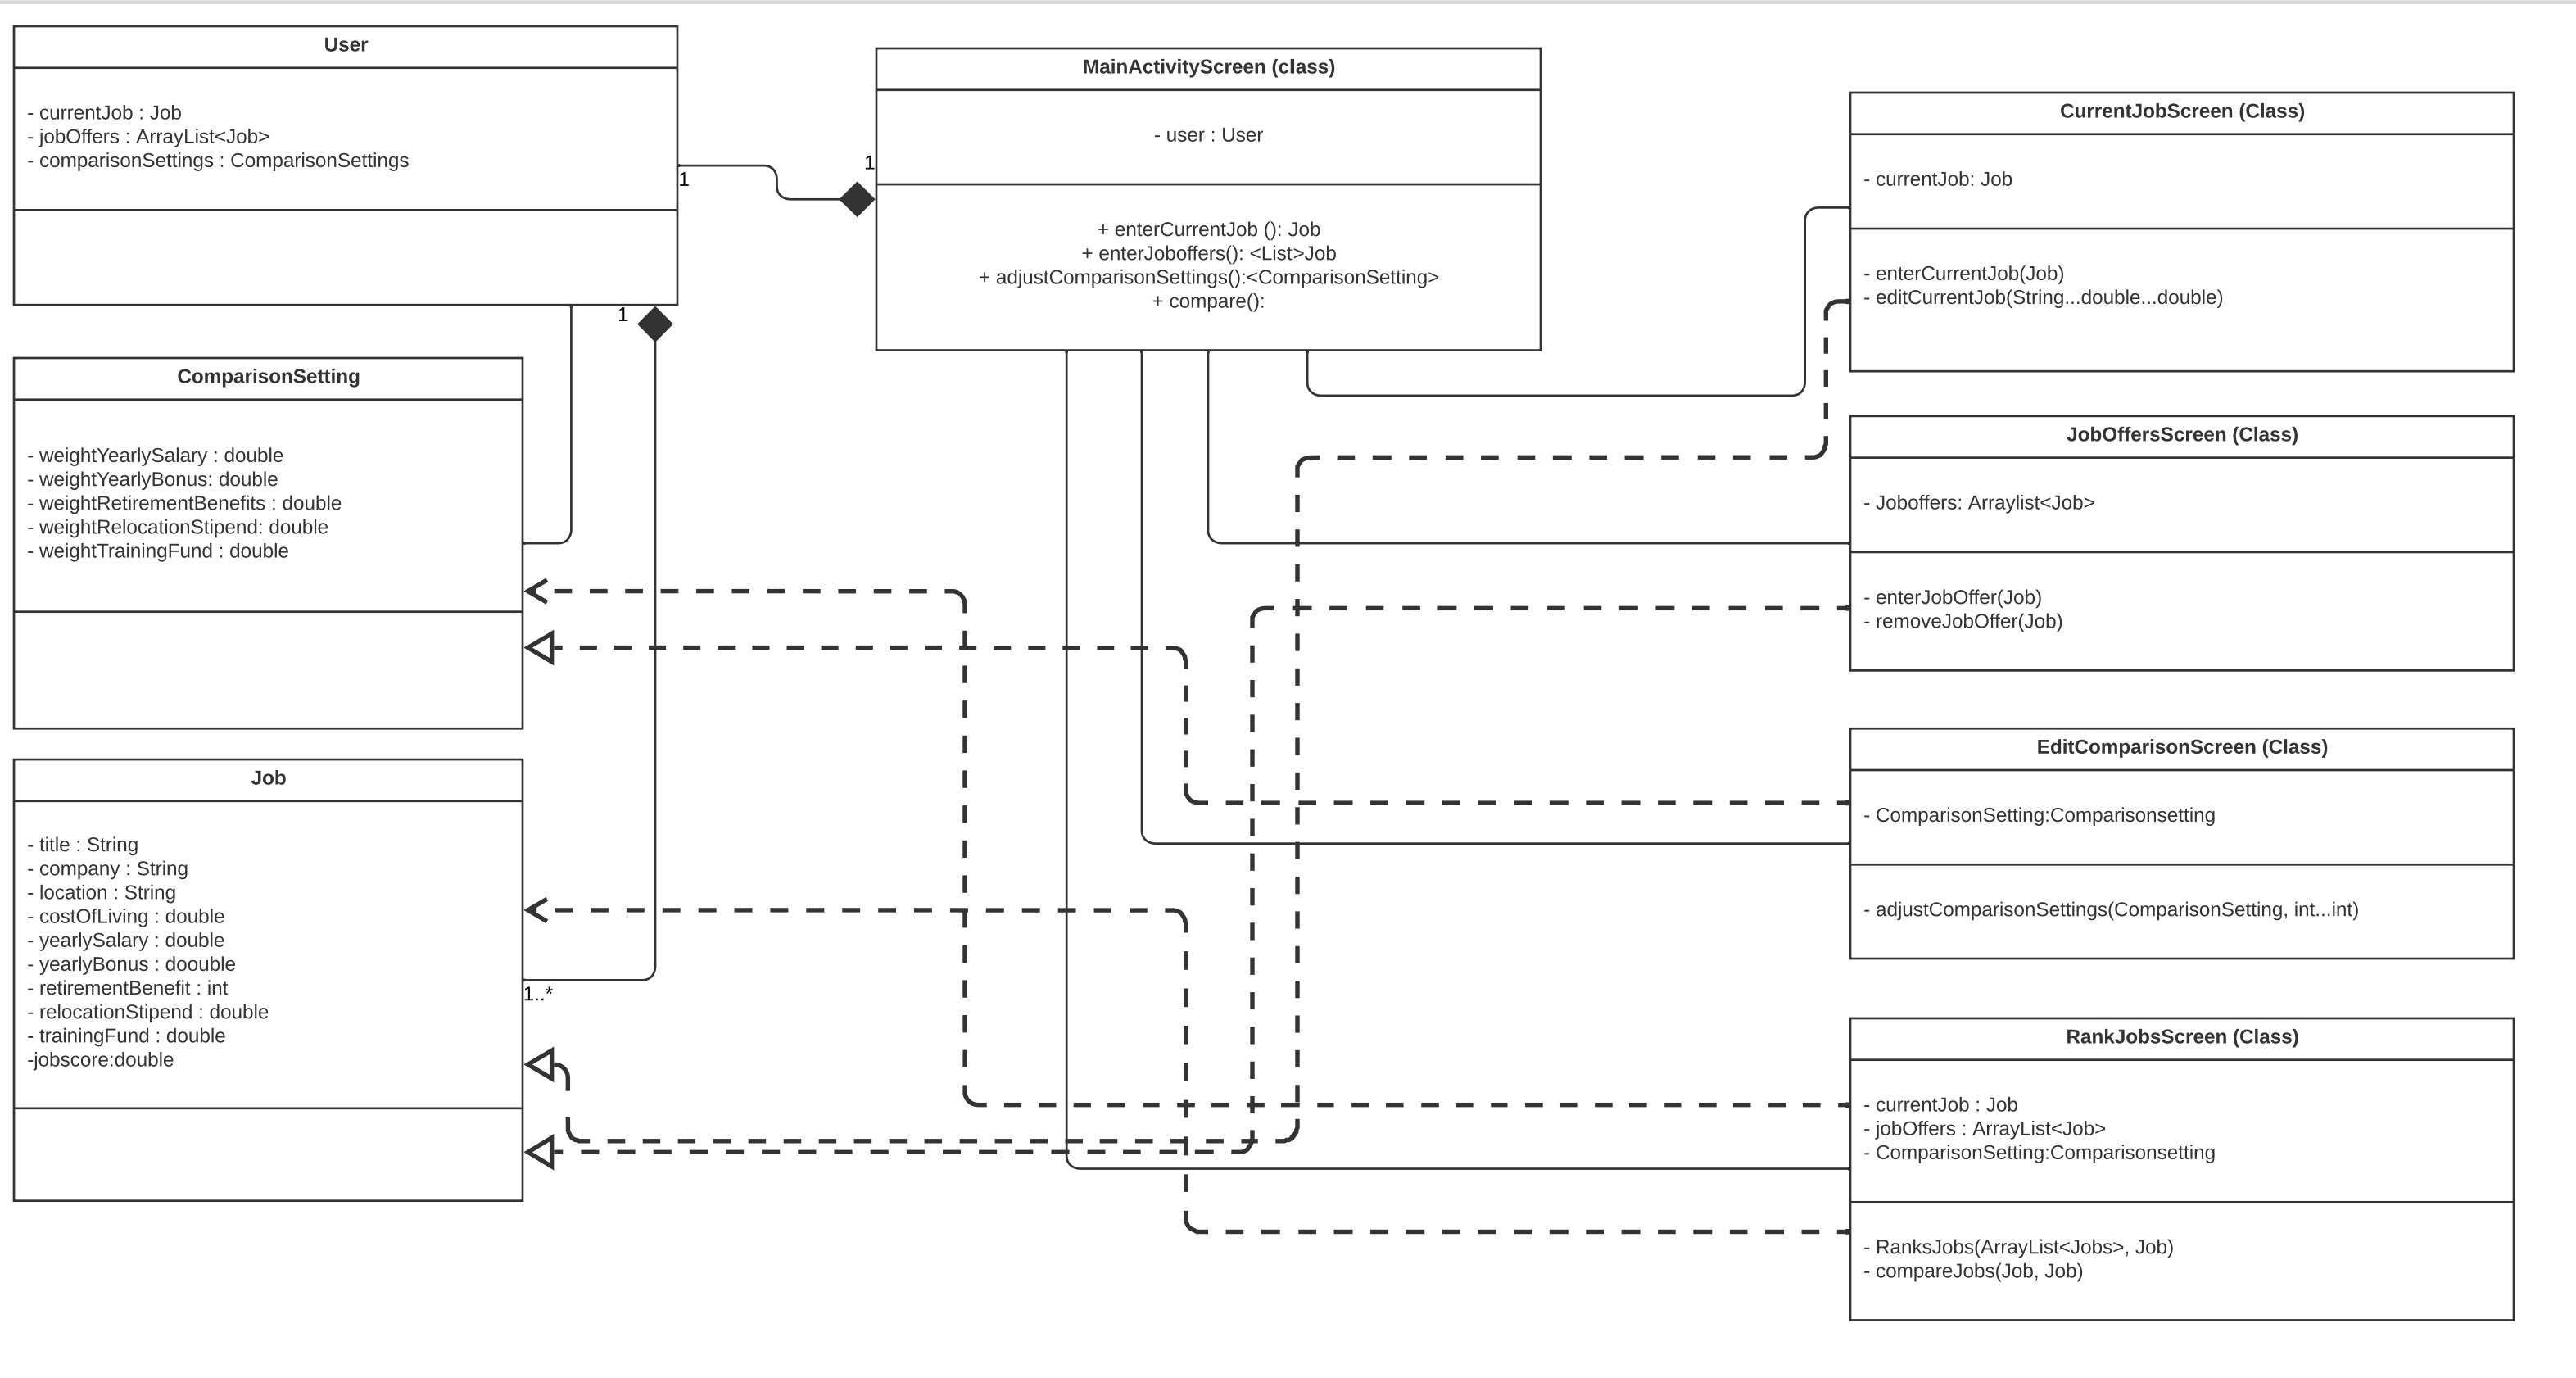 User
- currentJob : Job
- jobOffers : ArrayList<Job>
- comparisonSettings : ComparisonSettings
1
1
1
MainActivityScreen (class)
- user : User
+ enterCurrentJob (): Job
+ enterJoboffers(): <List>Job
+ adjustComparisonSettings():<ComparisonSetting>
+ compare():
CurrentJobScreen (Class)
- currentJob: Job
- enterCurrentJob(Job)
- editCurrentJob(String...double...double)
ComparisonSetting
- weightYearlySalary : double
- weightYearlyBonus: double
- weightRetirementBenefits : double
- weightRelocationStipend: double
- weightTrainingFund : double
JobOffersScreen (Class)
- Joboffers: Arraylist<Job>
- enterJobOffer(Job)
- removeJobOffer(Job)
Job
- title : String
- company : String
- location : String
- costOfLiving : double
- yearlySalary : double
- yearlyBonus : doouble
- retirementBenefit : int
- relocationStipend : double
- trainingFund : double
-jobscore:double
1..*
EditComparisonScreen (Class)
- ComparisonSetting:Comparisonsetting
- adjustComparisonSettings(ComparisonSetting, int...int)
RankJobsScreen (Class)
- currentJob : Job
- jobOffers : ArrayList<Job>
- ComparisonSetting:Comparisonsetting
- RanksJobs(ArrayList<Jobs>, Job)
- compareJobs(Job, Job)